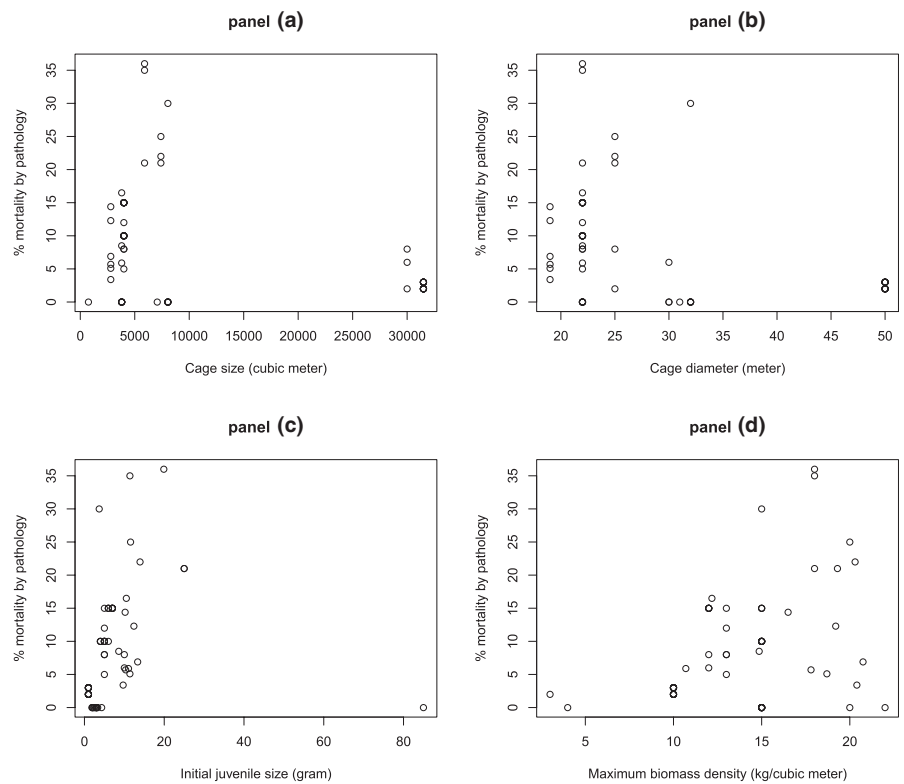 panel (a)
% mortality by pathology
0 5 10 15 20 25 30 35
0 5000 10000 15000 20000 25000 30000
Cage size (cubic meter)
panel (b)
% mortality by pathology
0 5 10 15 20 25 30 35
20 25 30 35 40 45 50
Cage diameter (meter)
panel (c)
% mortality by pathology
0 5 10 15 20 25 30 35
0 20 40 60 80
Initial juvenile size (gram)
panel (d)
% mortality by pathology
0 5 10 15 20 25 30 35
5 10 15 20
Maximum biomass density (kg/cubic meter)